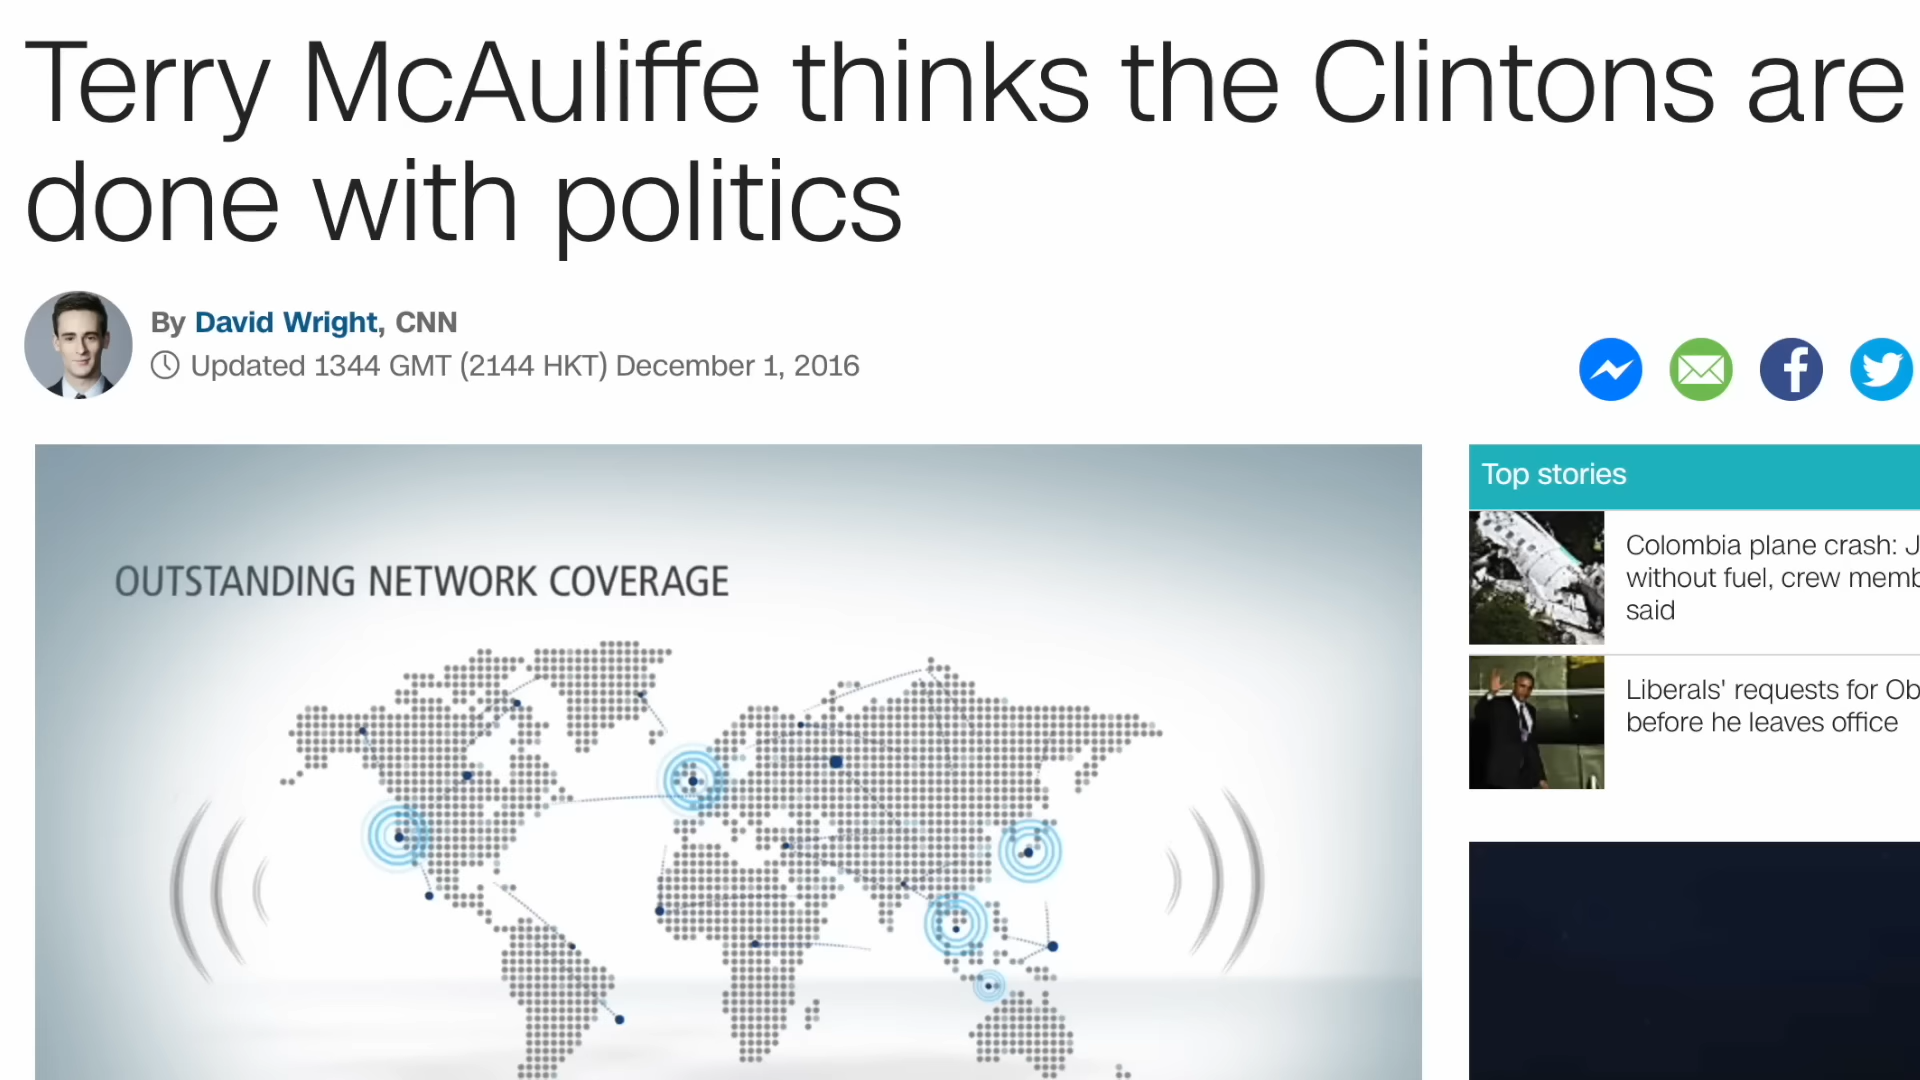 Terry McAuliffe thinks the Clintons are
done with politics
By David Wright, CNN
Updated 1344 GMT (2144 HKT) December 1, 2016
Top stories
OUTSTANDING NETWORK COVERAGE
Colombia plane crash: J
without fuel, crew memb
said
Liberals' requests for Ob
before he leaves office